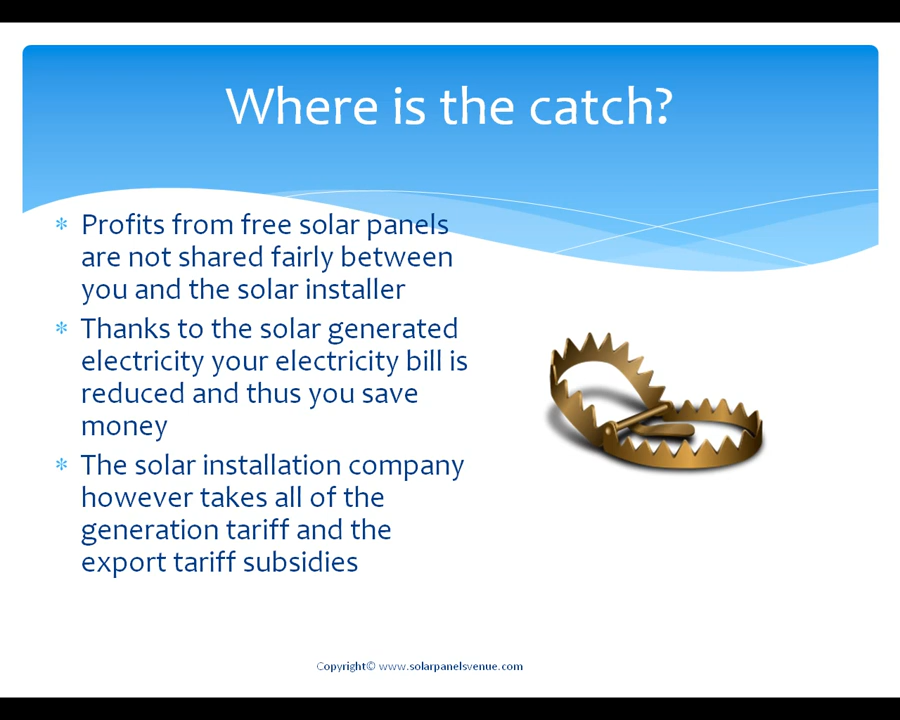 Where is the catch?
* Profits from free solar panels
are not shared fairly between
you and the solar installer
* Thanks to the solar generated
electricity your electricity bill is
reduced and thus you save
money
* The solar installation company
however takes all of the
generation tariff and the
export tariff subsidies
Copyright© www.solarpanelsvenue.com